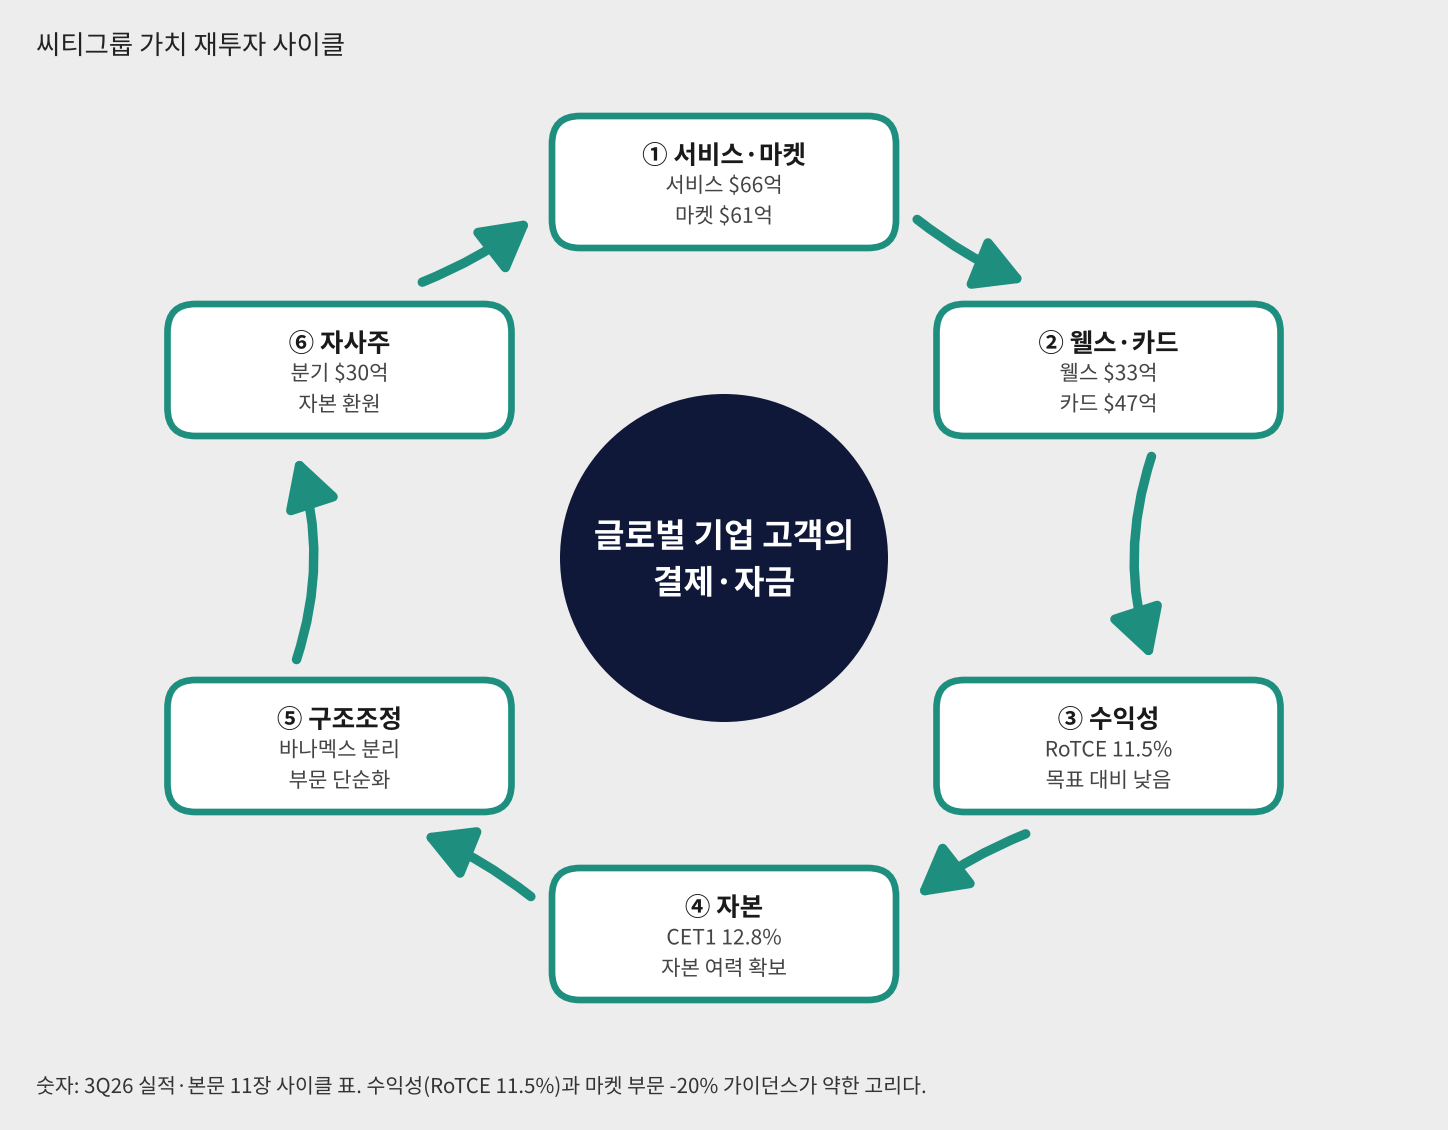 씨티그룹 가치 재투자 사이클
① 서비스·마켓
서비스 $66억
마켓 $61억
② 웰스·카드
웰스 $33억
카드 $47억
③ 수익성
RoTCE 11.5%
목표 대비 낮음
④ 자본
CET1 12.8%
자본 여력 확보
⑤ 구조조정
바나멕스 분리
부문 단순화
⑥ 자사주
분기 $30억
자본 환원
글로벌 기업 고객의
결제·자금
숫자: 3Q26 실적·본문 11장 사이클 표. 수익성(RoTCE 11.5%)과 마켓 부문 -20% 가이던스가 약한 고리다.